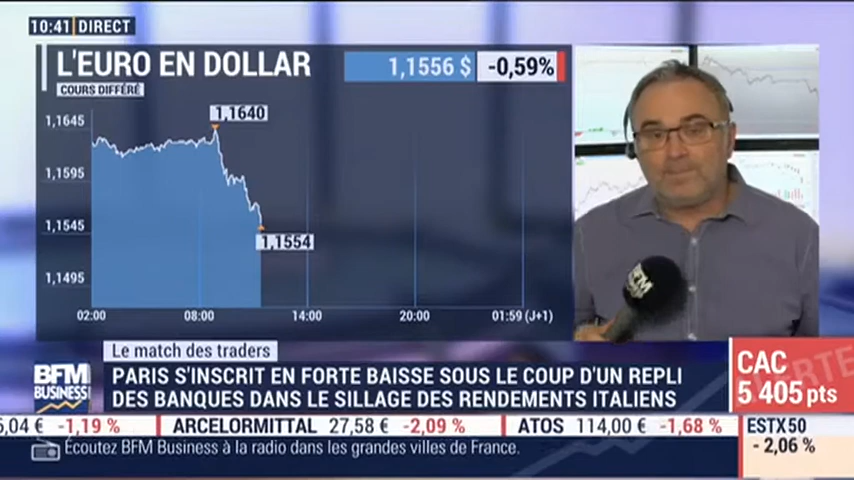 10:41 DIRECT
L'EURO EN DOLLAR
1,1556 $ -0,59%
COURS DIFFÉRÉ
1,1640
1,1645
1,1595
1,1545
1,1554
1,1495
02:00 08:00 14:00 20:00 01:59 (J+1)
BFM
Le match des traders
BFM
BUSINESS
PARIS S'INSCRIT EN FORTE BAISSE SOUS LE COUP D'UN REPLI
DES BANQUES DANS LE SILLAGE DES RENDEMENTS ITALIENS
CAC
5 405 pts
5,04 € -1,19 % ARCELORMITTAL 27,58 € -2,09 % ATOS 114,00 € -1,68 %
ESTX50
- 2,06 %
Ecoutez BFM Business à la radio dans les grandes villes de France.